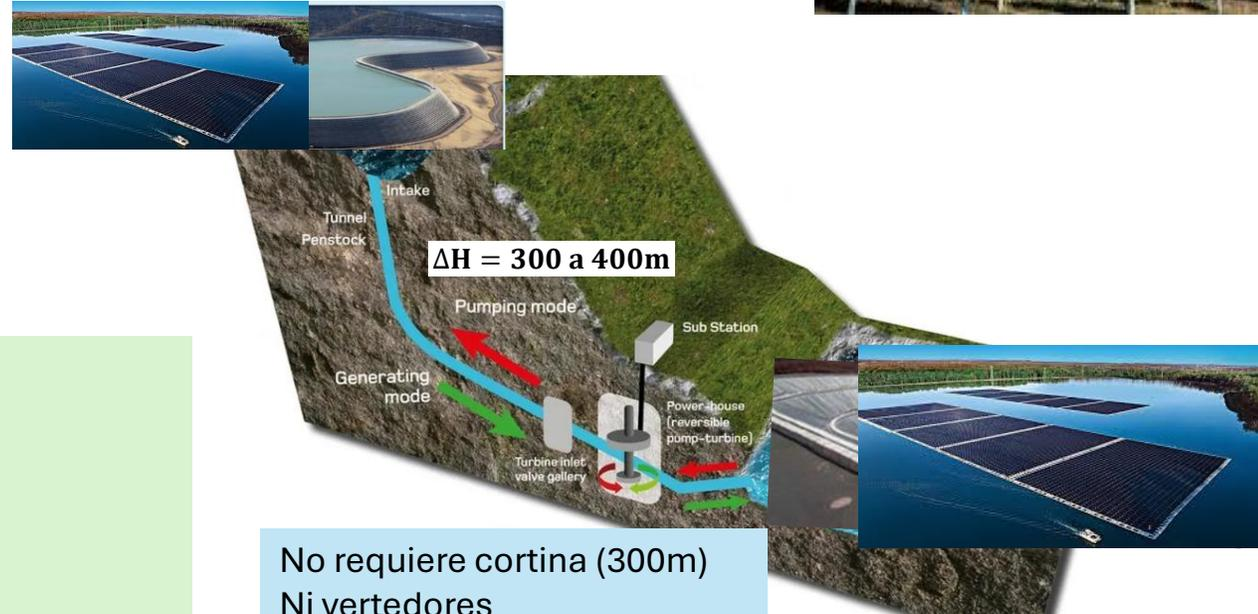 Intake
Tunnel
Penstock
ΔH = 300 a 400m
Pumping mode
Sub Station
Generating
mode
Power-house
(reversible
pump-turbine)
Turbine inlet
valve gallery
No requiere cortina (300m)
Ni vertedores